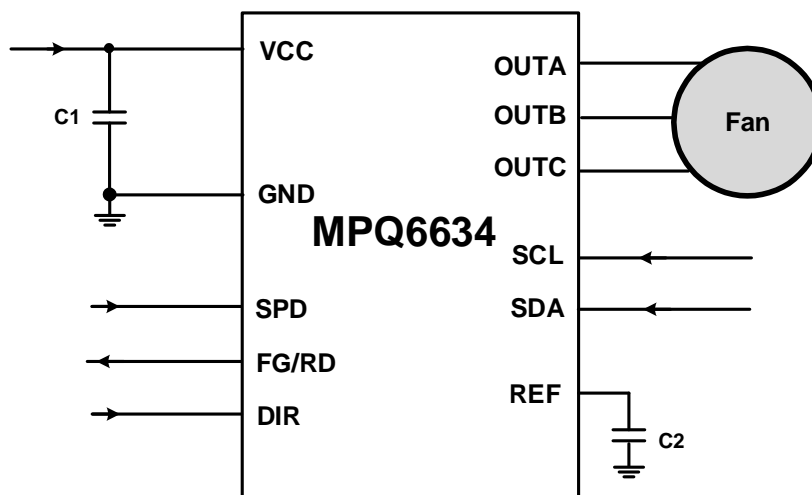 VCC
OUTA
C1
OUTB
Fan
OUTC
GND
MPQ6634
SCL
SPD
SDA
FG/RD
REF
DIR
C2